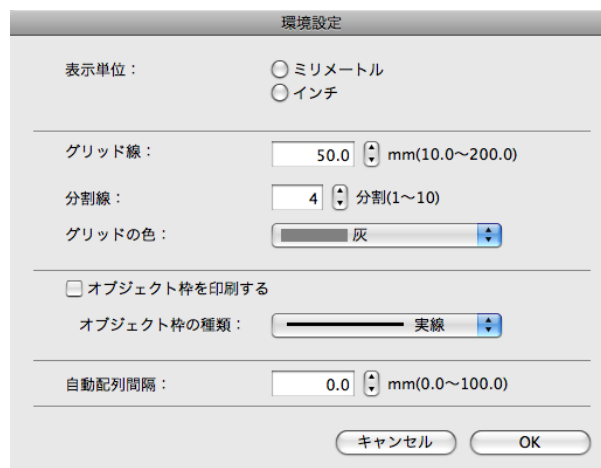 環境設定
表示単位：
ミリメートル
インチ
グリッド線： 50.0 mm(10.0～200.0)
分割線： 4 分割(1～10)
グリッドの色： 灰
オブジェクト枠を印刷する
オブジェクト枠の種類： 実線
自動配列間隔： 0.0 mm(0.0～100.0)
キャンセル OK